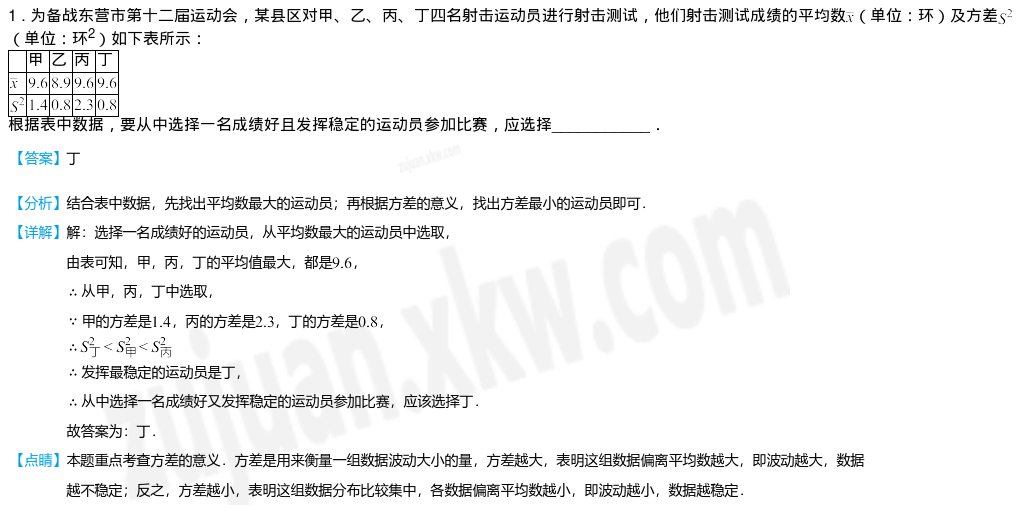 1．为备战东营市第十二届运动会，某县区对甲、乙、丙、丁四名射击运动员进行射击测试，他们射击测试成绩的平均数x̄（单位：环）及方差S²
（单位：环²）如下表所示：
甲 乙 丙 丁
x̄ 9.6 8.9 9.6 9.6
S² 1.4 0.8 2.3 0.8
根据表中数据，要从中选择一名成绩好且发挥稳定的运动员参加比赛，应选择____________．
【答案】丁
【分析】结合表中数据，先找出平均数最大的运动员；再根据方差的意义，找出方差最小的运动员即可．
【详解】解：选择一名成绩好的运动员，从平均数最大的运动员中选取，
由表可知，甲，丙，丁的平均值最大，都是9.6，
∴从甲，丙，丁中选取，
∵甲的方差是1.4，丙的方差是2.3，丁的方差是0.8，
∴S²丁 < S²甲 < S²丙
∴发挥最稳定的运动员是丁，
∴从中选择一名成绩好又发挥稳定的运动员参加比赛，应该选择丁．
故答案为：丁．
【点睛】本题重点考查方差的意义．方差是用来衡量一组数据波动大小的量，方差越大，表明这组数据偏离平均数越大，即波动越大，数据
越不稳定；反之，方差越小，表明这组数据分布比较集中，各数据偏离平均数越小，即波动越小，数据越稳定．
zujuan.xkw.com
zujuan.xkw.com